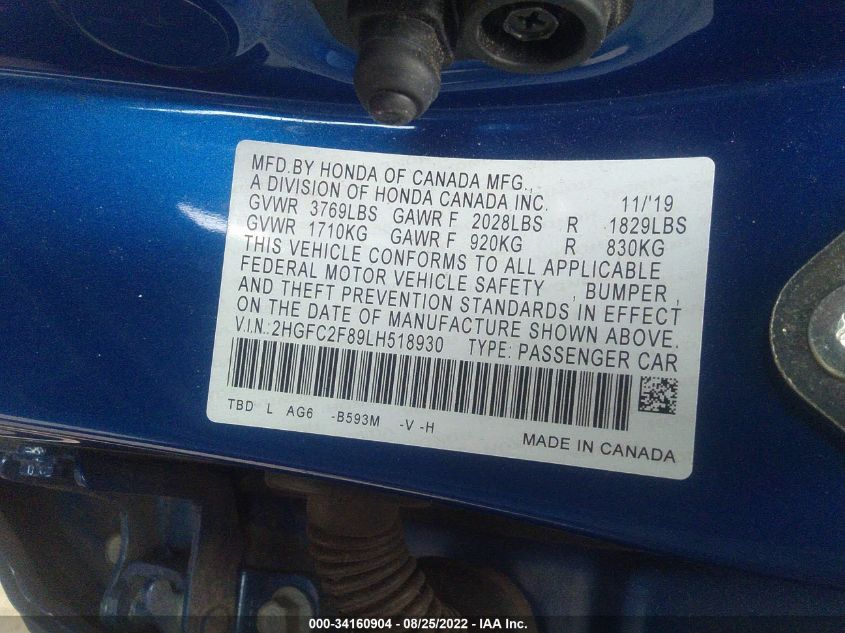 MFD.BY HONDA OF CANADA MFG.,
A DIVISION OF HONDA CANADA INC. 11/'19
GVWR 3769LBS GAWR F 2028LBS R 1829LBS
GVWR 1710KG GAWR F 920KG R 830KG
THIS VEHICLE CONFORMS TO ALL APPLICABLE
FEDERAL MOTOR VEHICLE SAFETY , BUMPER ,
AND THEFT PREVENTION STANDARDS IN EFFECT
ON THE DATE OF MANUFACTURE SHOWN ABOVE.
V.I.N.:2HGFC2F89LH518930 TYPE: PASSENGER CAR
TBD L AG6 -B593M -V -H
MADE IN CANADA
000-34160904 - 08/25/2022 - IAA Inc.